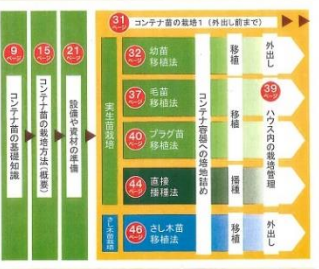 9
ページ
コンテナ苗の基礎知識
15
ページ
コンテナ苗の栽培方法(概要)
21
ページ
設備や資材の準備
31
ページ
コンテナ苗の栽培1(外出し前まで)
実生苗栽培
32
ページ
幼苗
移植法
37
ページ
毛苗
移植法
40
ページ
プラグ苗
移植法
44
ページ
直接
播種法
さし木苗栽培
46
ページ
さし木苗
移植法
コンテナ容器への培地詰め
移植
移植
播種
移植
外出し
39
ページ
ハウス内の栽培管理
外出し